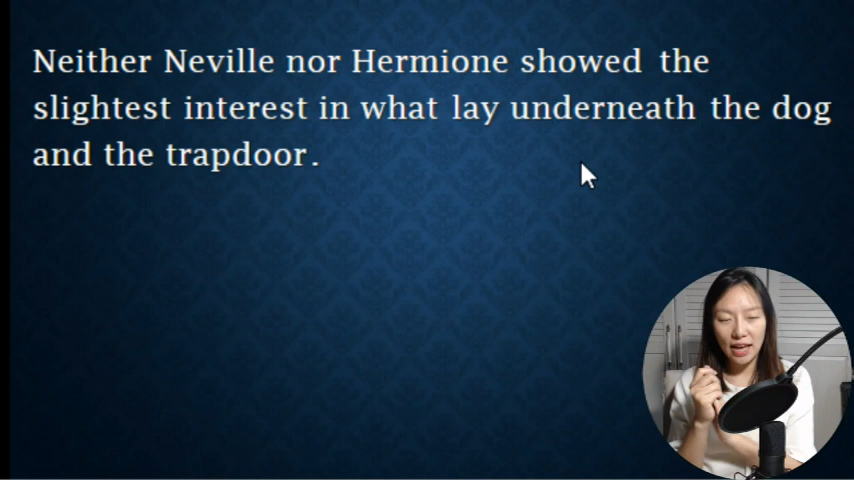 Neither Neville nor Hermione showed the
slightest interest in what lay underneath the dog
and the trapdoor.